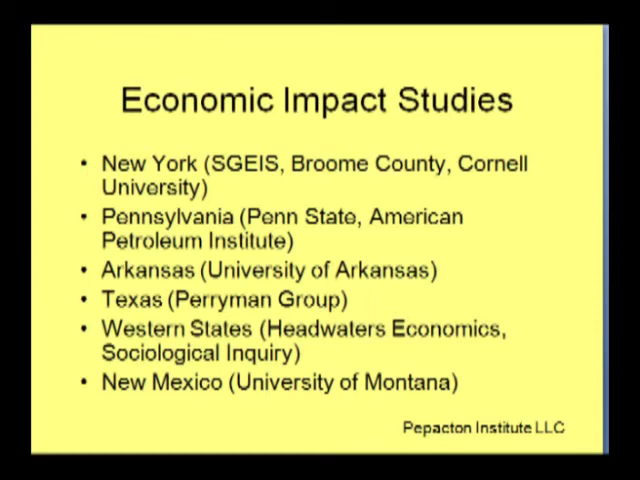 Economic Impact Studies
• New York (SGEIS, Broome County, Cornell
University)
• Pennsylvania (Penn State, American
Petroleum Institute)
• Arkansas (University of Arkansas)
• Texas (Perryman Group)
• Western States (Headwaters Economics,
Sociological Inquiry)
• New Mexico (University of Montana)
Pepacton Institute LLC